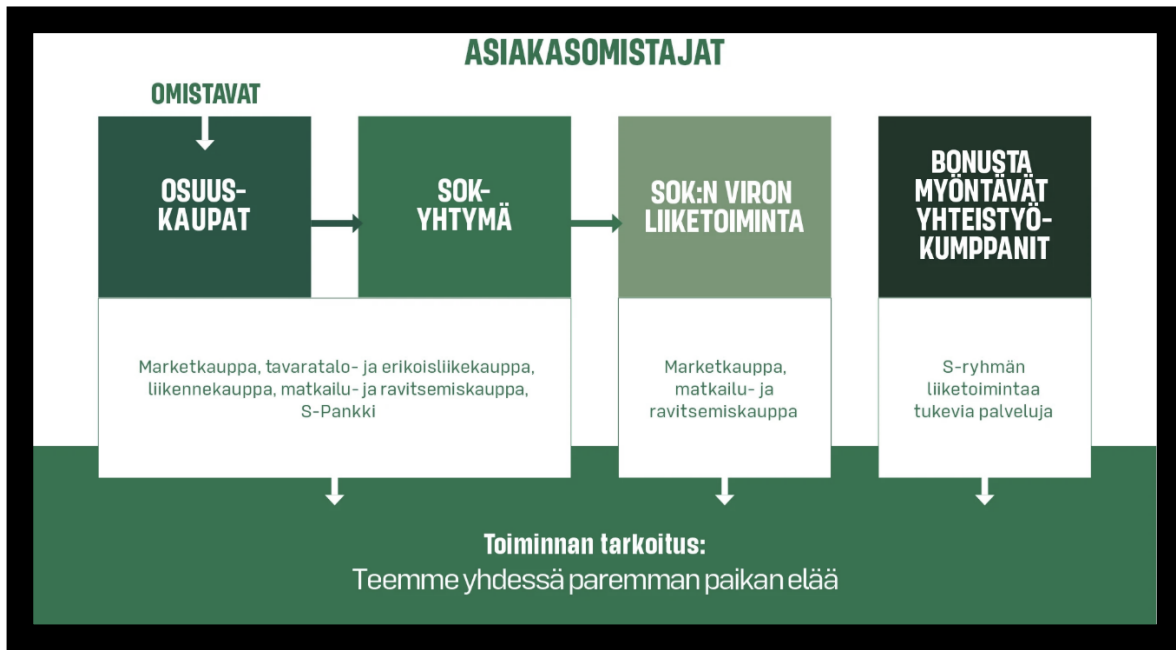 ASIAKASOMISTAJAT
OMISTAVAT
OSUUS-
KAUPAT
SOK-
YHTYMÄ
SOK:N VIRON
LIIKETOIMINTA
BONUSTA
MYÖNTÄVÄT
YHTEISTYÖ-
KUMPPANIT
Marketkauppa, tavaratalo- ja erikoisliikekauppa,
liikennekauppa, matkailu- ja ravitsemiskauppa,
S-Pankki
Marketkauppa,
matkailu- ja
ravitsemiskauppa
S-ryhmän
liiketoimintaa
tukevia palveluja
Toiminnan tarkoitus:
Teemme yhdessä paremman paikan elää